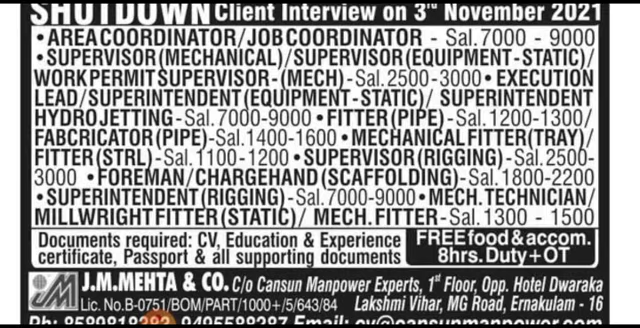 SHUTDOWN Client Interview on 3rd November 2021
• AREA COORDINATOR/JOB COORDINATOR - Sal. 7000 - 9000
• SUPERVISOR (MECHANICAL)/SUPERVISOR (EQUIPMENT-STATIC)/
WORK PERMIT SUPERVISOR-(MECH)-Sal.2500-3000 • EXECUTION
LEAD/SUPERINTENDENT (EQUIPMENT-STATIC)/ SUPERINTENDENT
HYDROJETTING-Sal.7000-9000 • FITTER (PIPE)-Sal.1200-1300/
FABCRICATOR (PIPE)-Sal.1400-1600 • MECHANICAL FITTER (TRAY)/
FITTER (STRL)-Sal.1100-1200 • SUPERVISOR (RIGGING)-Sal.2500-
3000 • FOREMAN/CHARGEHAND (SCAFFOLDING)-Sal.1800-2200
• SUPERINTENDENT (RIGGING)-Sal.7000-9000 • MECH. TECHNICIAN/
MILLWRIGHT FITTER (STATIC)/ MECH. FITTER-Sal. 1300 - 1500
Documents required: CV, Education & Experience
certificate, Passport & all supporting documents
FREE food & accom.
8hrs. Duty+OT
JM J.M.MEHTA & CO. C/o Cansun Manpower Experts, 1st Floor, Opp. Hotel Dwaraka
Lic. No.B-0751/BOM/PART/1000+/5/643/84 Lakshmi Vihar, MG Road, Ernakulam - 16
Email: cv@cansunmanpower.com